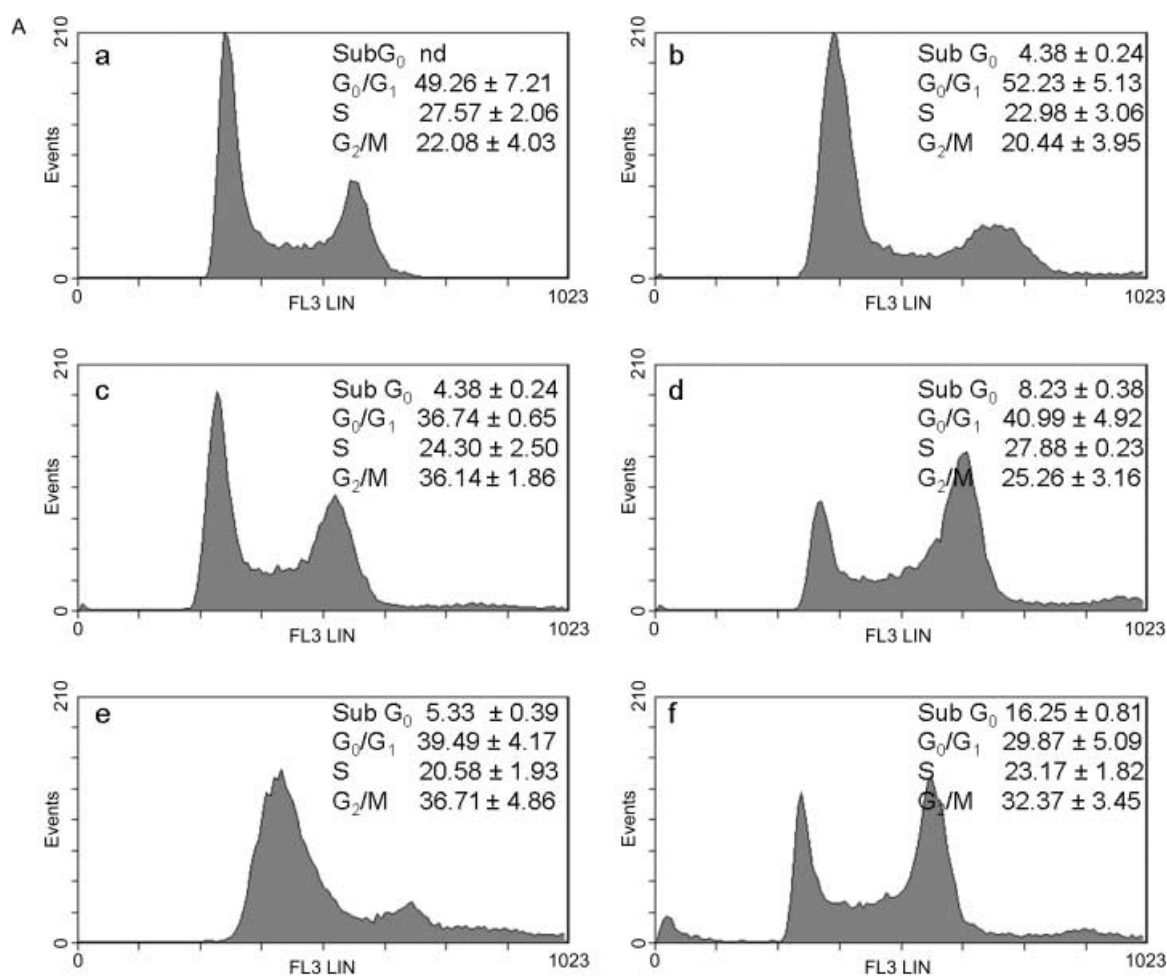 A
210
a
SubG₀ nd
G₀/G₁ 49.26 ± 7.21
S 27.57 ± 2.06
G₂/M 22.08 ± 4.03
Events
0
0 FL3 LIN 1023
210
b
Sub G₀ 4.38 ± 0.24
G₀/G₁ 52.23 ± 5.13
S 22.98 ± 3.06
G₂/M 20.44 ± 3.95
Events
0
0 FL3 LIN 1023
210
c
Sub G₀ 4.38 ± 0.24
G₀/G₁ 36.74 ± 0.65
S 24.30 ± 2.50
G₂/M 36.14 ± 1.86
Events
0
0 FL3 LIN 1023
210
d
Sub G₀ 8.23 ± 0.38
G₀/G₁ 40.99 ± 4.92
S 27.88 ± 0.23
G₂/M 25.26 ± 3.16
Events
0
0 FL3 LIN 1023
210
e
Sub G₀ 5.33 ± 0.39
G₀/G₁ 39.49 ± 4.17
S 20.58 ± 1.93
G₂/M 36.71 ± 4.86
Events
0
0 FL3 LIN 1023
210
f
Sub G₀ 16.25 ± 0.81
G₀/G₁ 29.87 ± 5.09
S 23.17 ± 1.82
G₂/M 32.37 ± 3.45
Events
0
0 FL3 LIN 1023